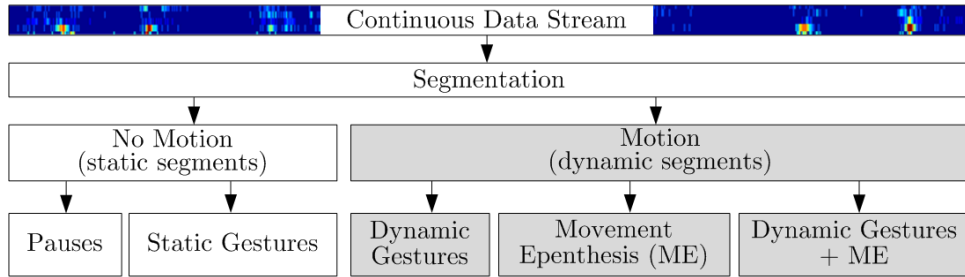 Continuous Data Stream
Segmentation
No Motion
(static segments)
Motion
(dynamic segments)
Pauses
Static Gestures
Dynamic
Gestures
Movement
Epenthesis (ME)
Dynamic Gestures
+ ME